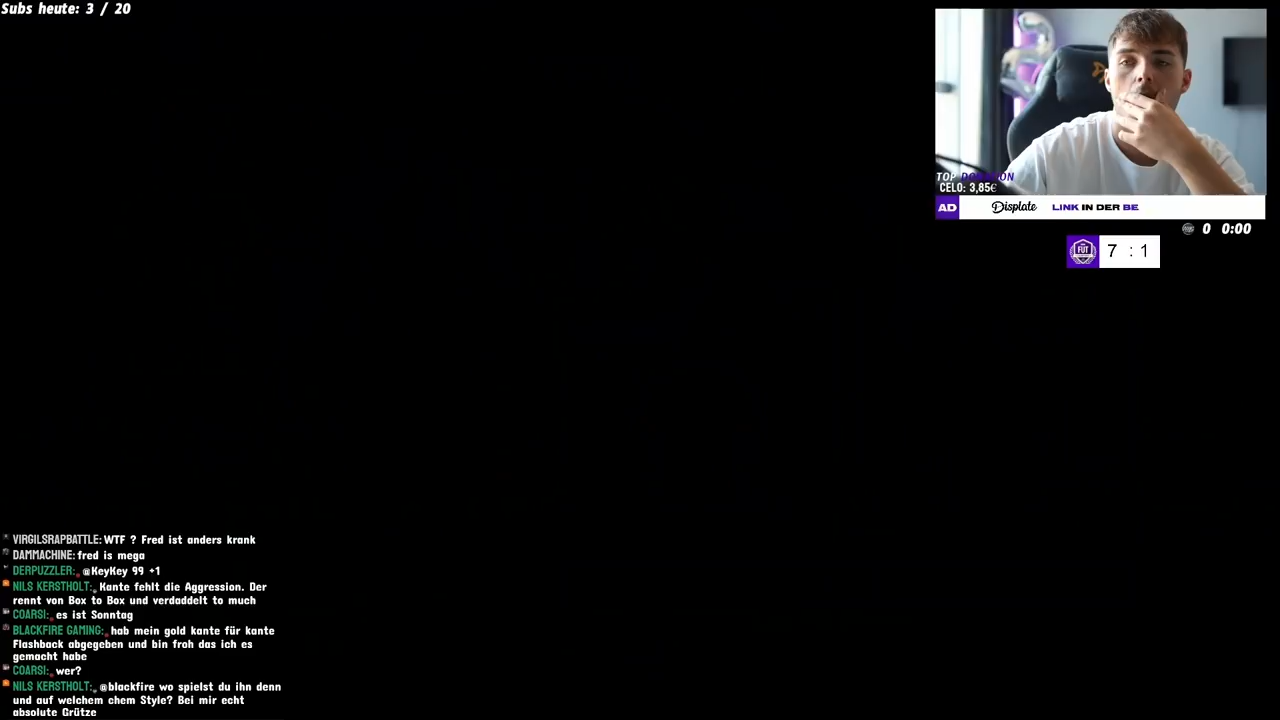 Subs heute: 3 / 20
TOP DONATION
CELO: 3,85€
AD Displate LINK IN DER BE
0 0:00
FUT 7 : 1
VIRGILSRAPBATTLE: WTF ? Fred ist anders krank
DAMMACHINE: fred is mega
DERPUZZLER: @KeyKey 99 +1
NILS KERSTHOLT: Kante fehlt die Aggression. Der
rennt von Box to Box und verdaddelt to much
COARSI: es ist Sonntag
BLACKFIRE GAMING: hab mein gold kante für kante
Flashback abgegeben und bin froh das ich es
gemacht habe
COARSI: wer?
NILS KERSTHOLT: @blackfire wo spielst du ihn denn
und auf welchem chem Style? Bei mir echt
absolute Grütze